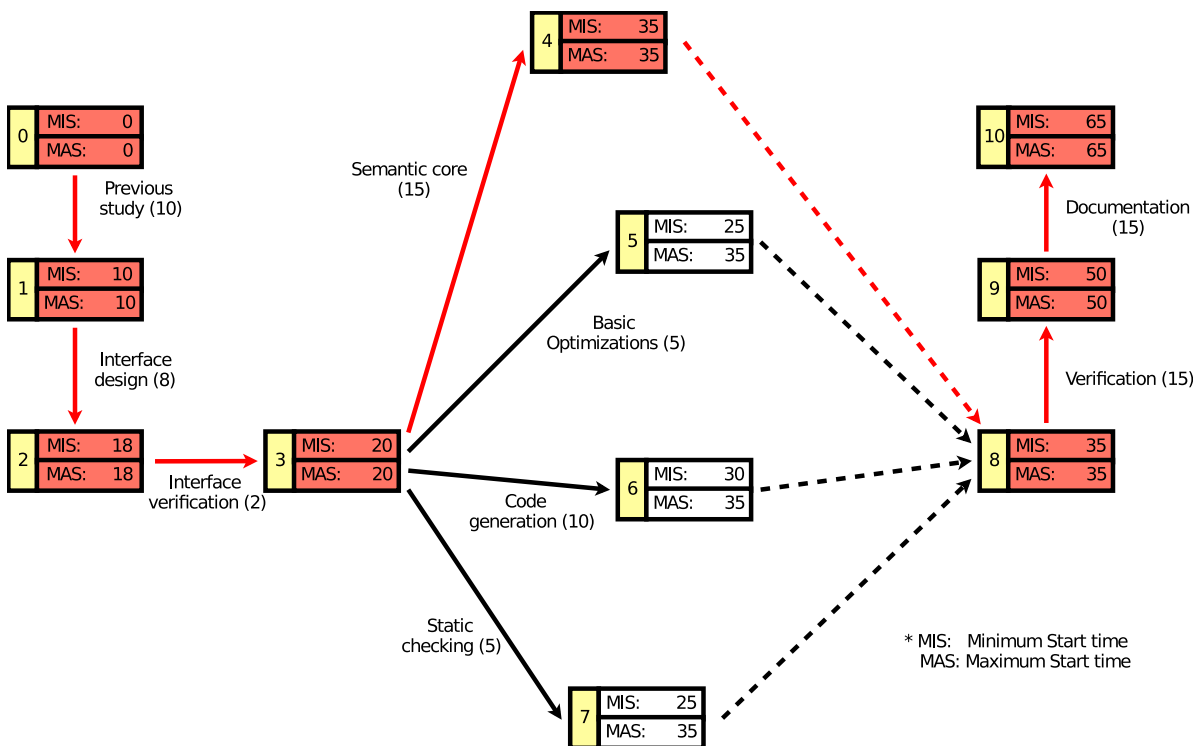 4
MIS: 35
MAS: 35
0
MIS: 0
MAS: 0
10
MIS: 65
MAS: 65
Semantic core
(15)
Previous
study (10)
Documentation
(15)
5
MIS: 25
MAS: 35
1
MIS: 10
MAS: 10
9
MIS: 50
MAS: 50
Basic
Optimizations (5)
Interface
design (8)
Verification (15)
2
MIS: 18
MAS: 18
3
MIS: 20
MAS: 20
8
MIS: 35
MAS: 35
Interface
verification (2)
6
MIS: 30
MAS: 35
Code
generation (10)
Static
checking (5)
* MIS: Minimum Start time
MAS: Maximum Start time
7
MIS: 25
MAS: 35